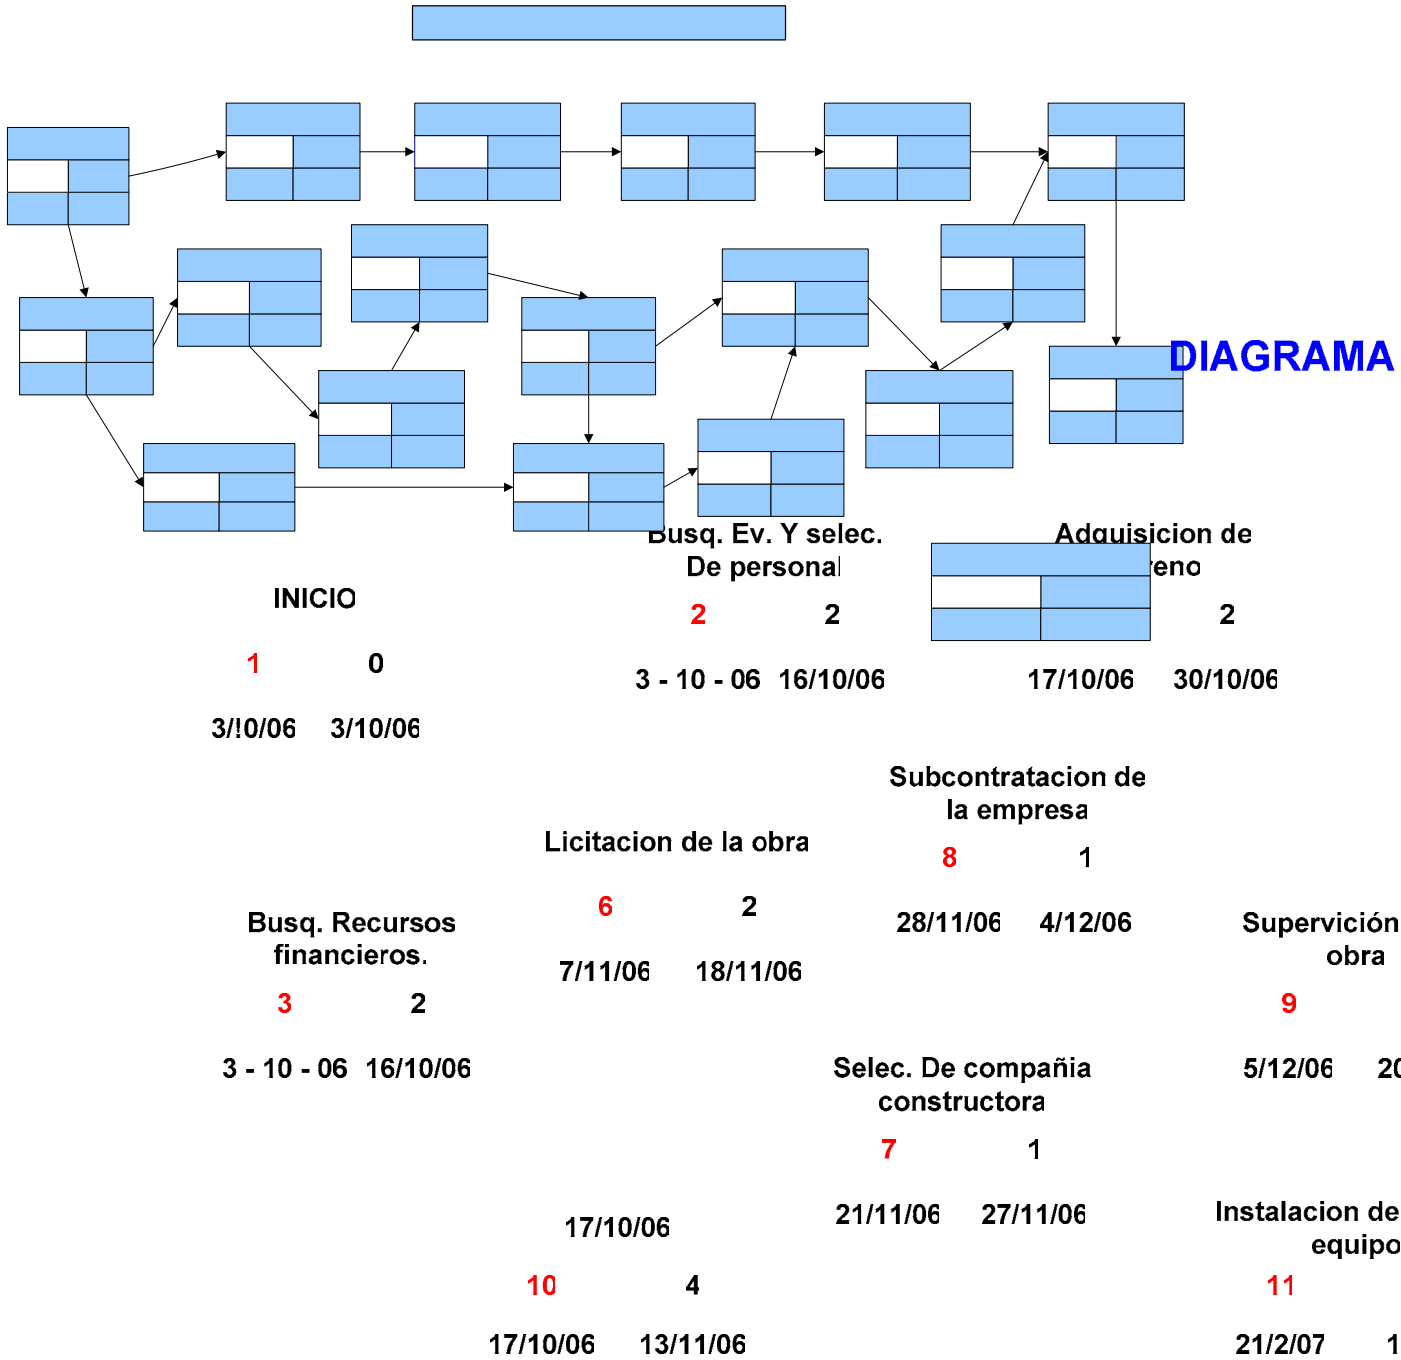 DIAGRAMA
Busq. Ev. Y selec.
De personal
2 2
3 - 10 - 06 16/10/06
Adquisicion de
2
17/10/06 30/10/06
INICIO
1 0
3/!0/06 3/10/06
Subcontratacion de
la empresa
8 1
28/11/06 4/12/06
Licitacion de la obra
6 2
7/11/06 18/11/06
Busq. Recursos
financieros.
3 2
3 - 10 - 06 16/10/06
Supervición
obra
9
5/12/06
Selec. De compañia
constructora
7 1
21/11/06 27/11/06
17/10/06
10 4
17/10/06 13/11/06
Instalacion de
equipo
11
21/2/07